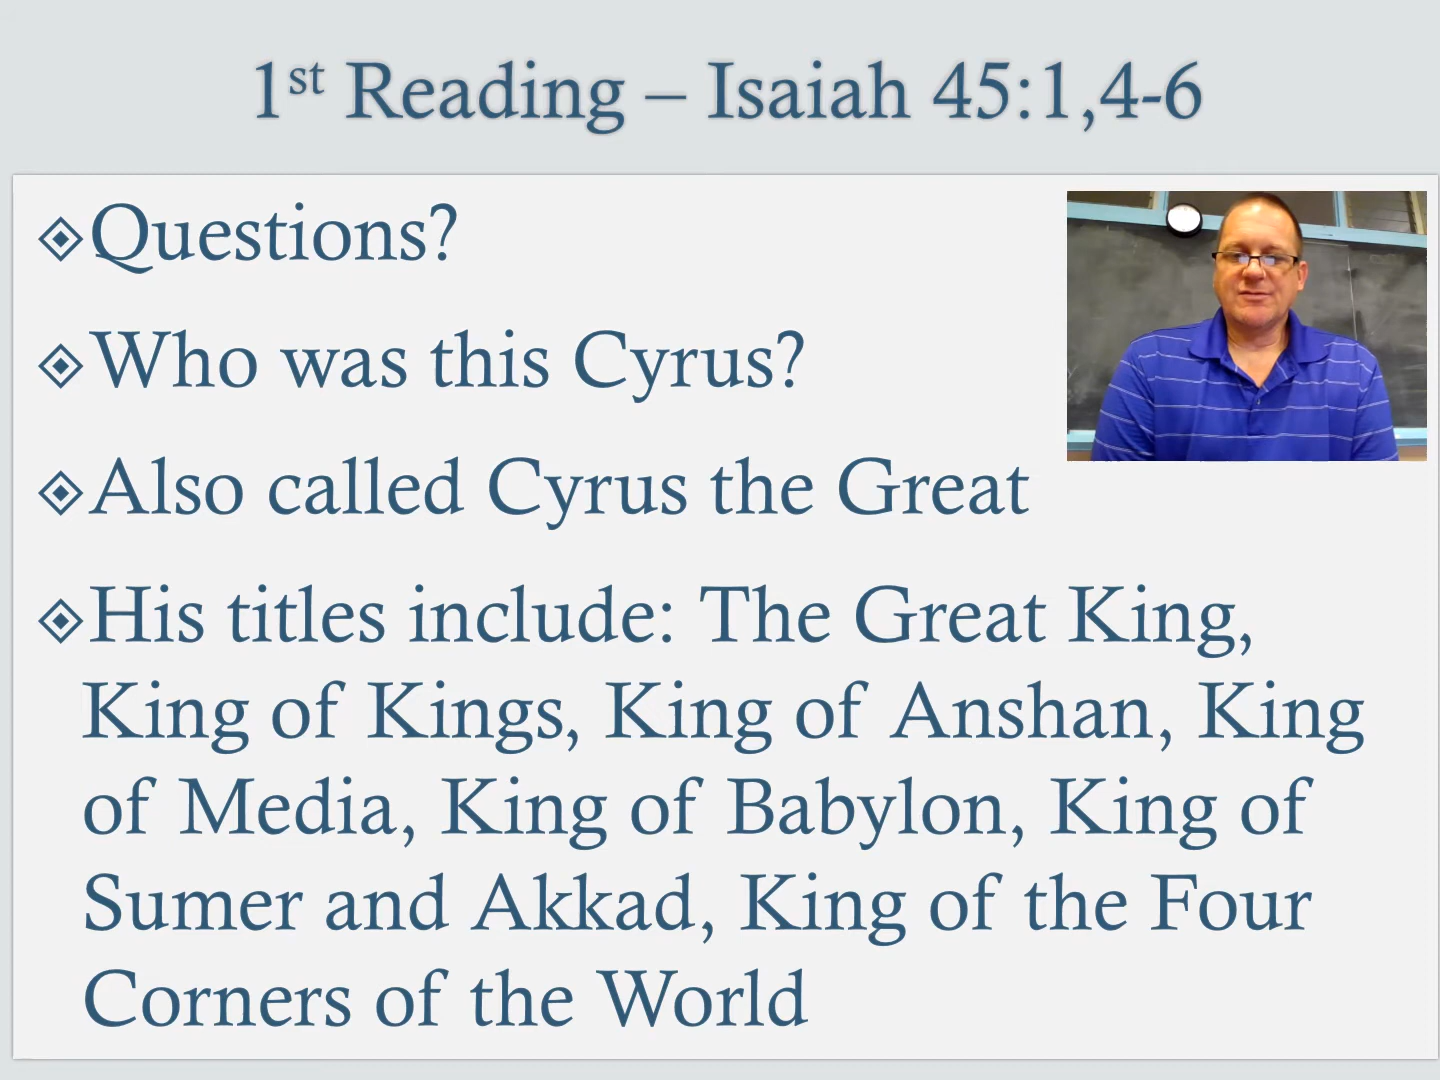 1st Reading – Isaiah 45:1,4-6
Questions?
Who was this Cyrus?
Also called Cyrus the Great
His titles include: The Great King,
King of Kings, King of Anshan, King
of Media, King of Babylon, King of
Sumer and Akkad, King of the Four
Corners of the World